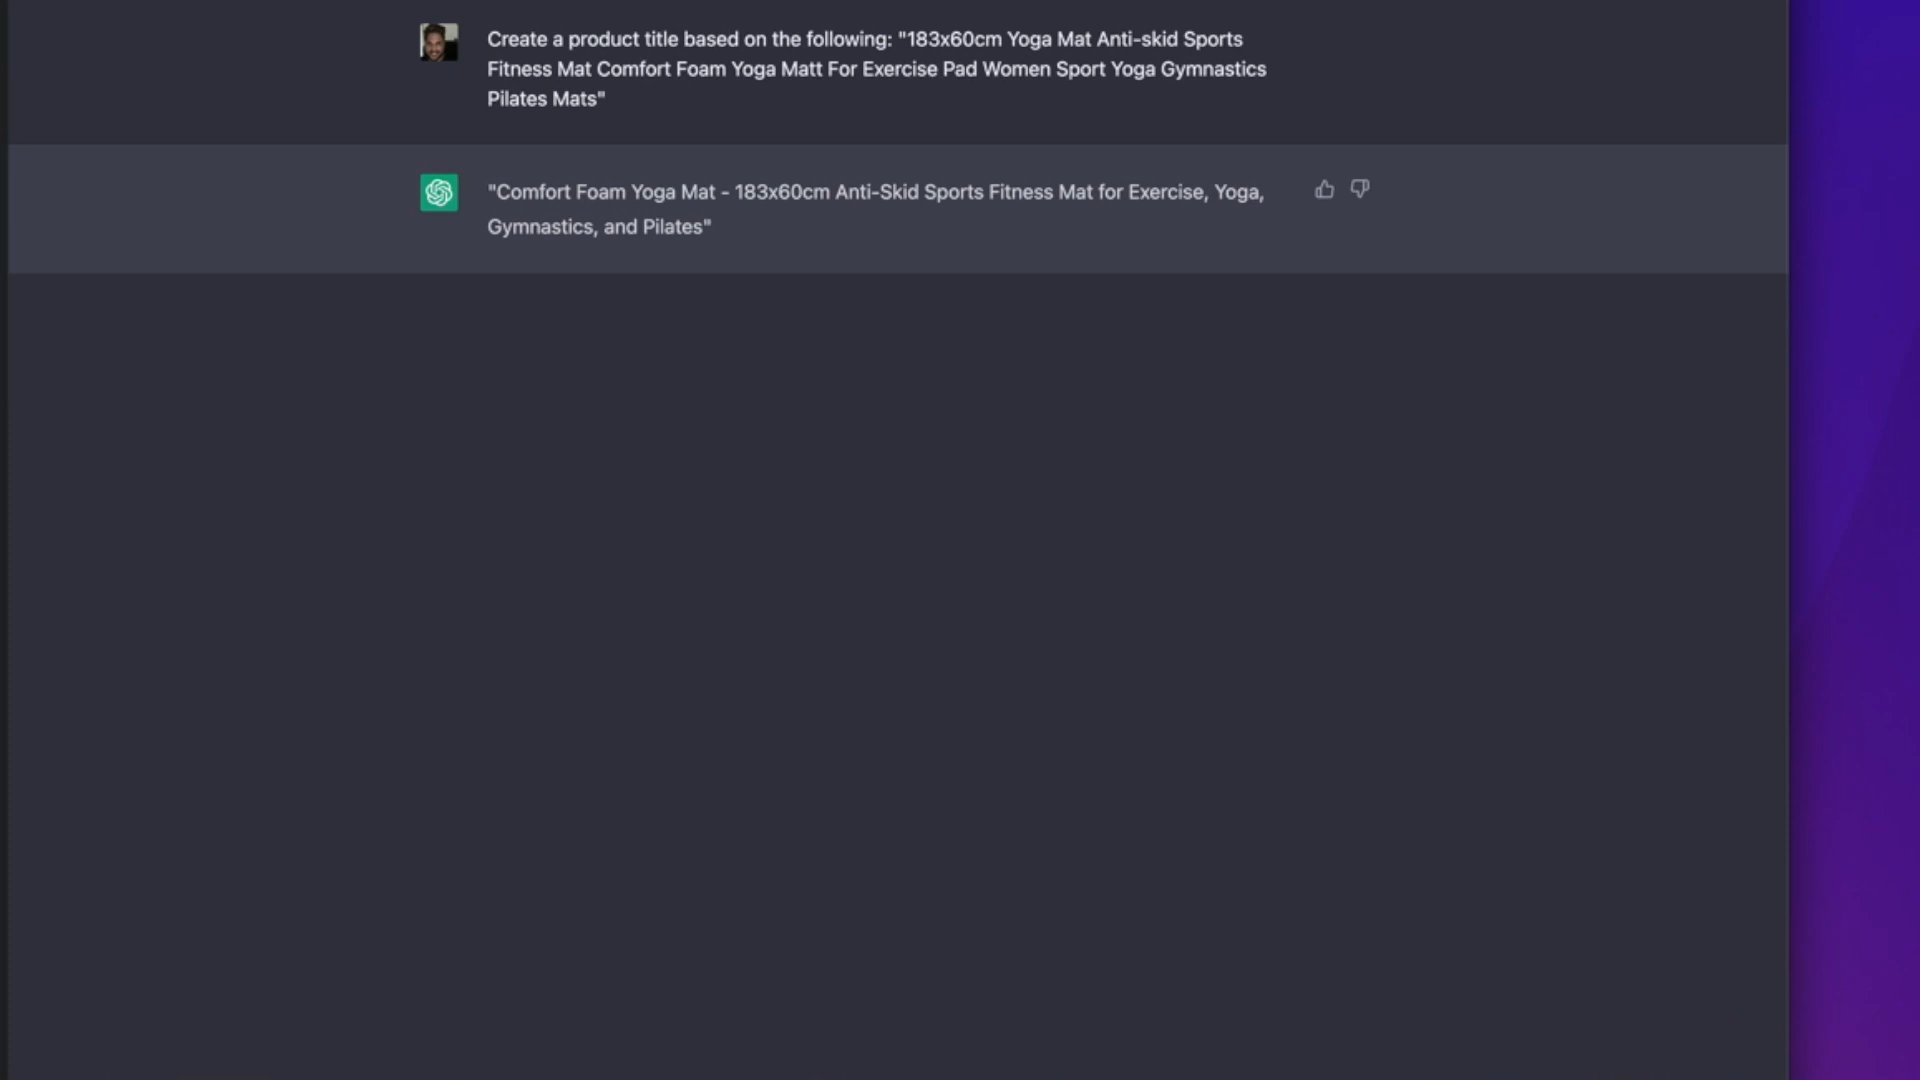 Create a product title based on the following: "183x60cm Yoga Mat Anti-skid Sports
Fitness Mat Comfort Foam Yoga Matt For Exercise Pad Women Sport Yoga Gymnastics
Pilates Mats"
"Comfort Foam Yoga Mat - 183x60cm Anti-Skid Sports Fitness Mat for Exercise, Yoga,
Gymnastics, and Pilates"